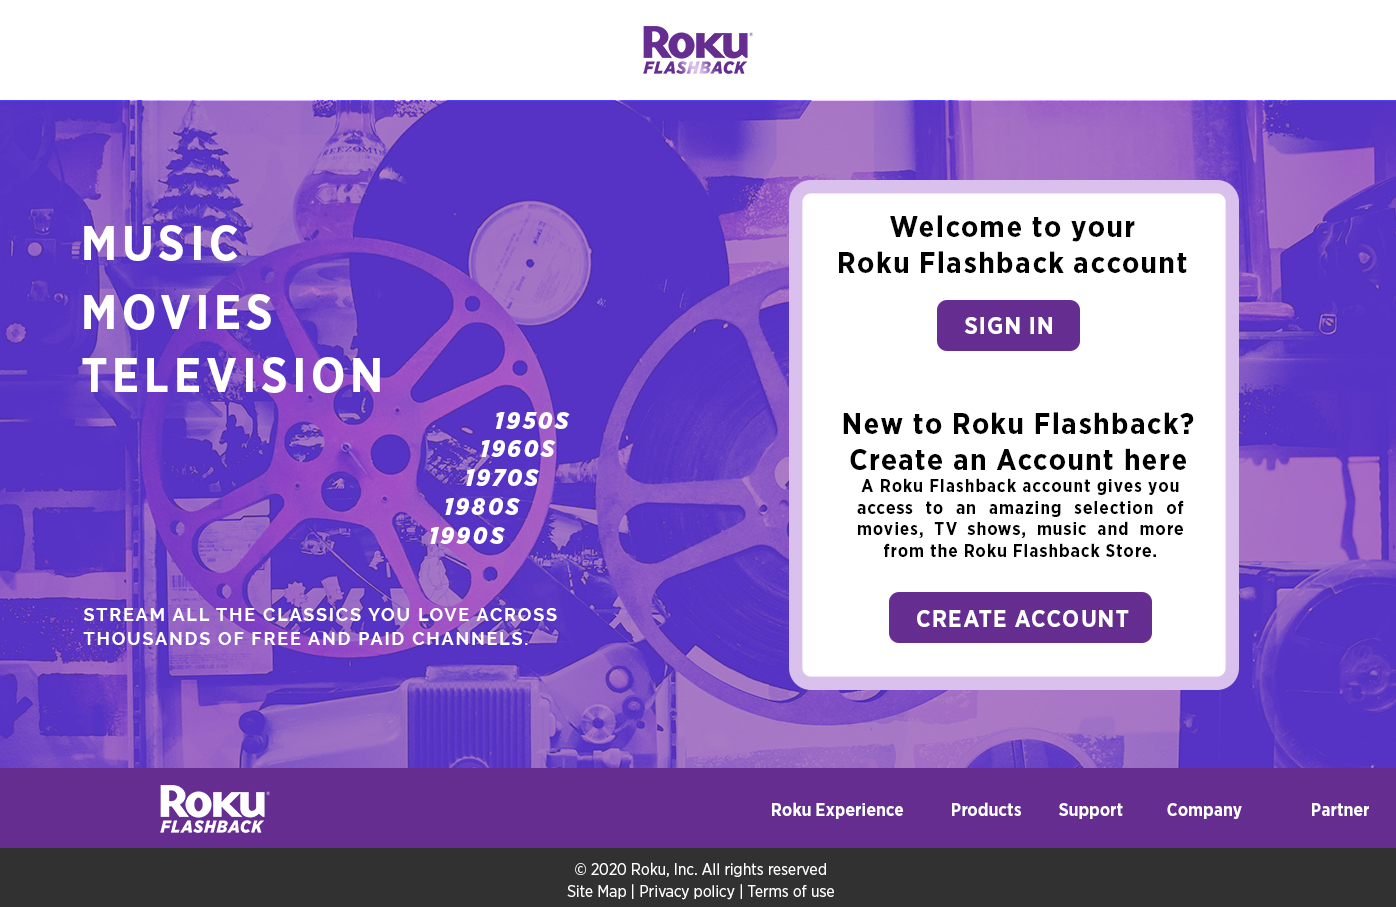 ROKU
FLASHBACK
MUSIC
MOVIES
TELEVISION
1950S
1960S
1970S
1980S
1990S
STREAM ALL THE CLASSICS YOU LOVE ACROSS
THOUSANDS OF FREE AND PAID CHANNELS.
Welcome to your
Roku Flashback account
SIGN IN
New to Roku Flashback?
Create an Account here
A Roku Flashback account gives you
access to an amazing selection of
movies, TV shows, music and more
from the Roku Flashback Store.
CREATE ACCOUNT
ROKU
FLASHBACK
Roku Experience Products Support Company Partner
© 2020 Roku, Inc. All rights reserved
Site Map | Privacy policy | Terms of use